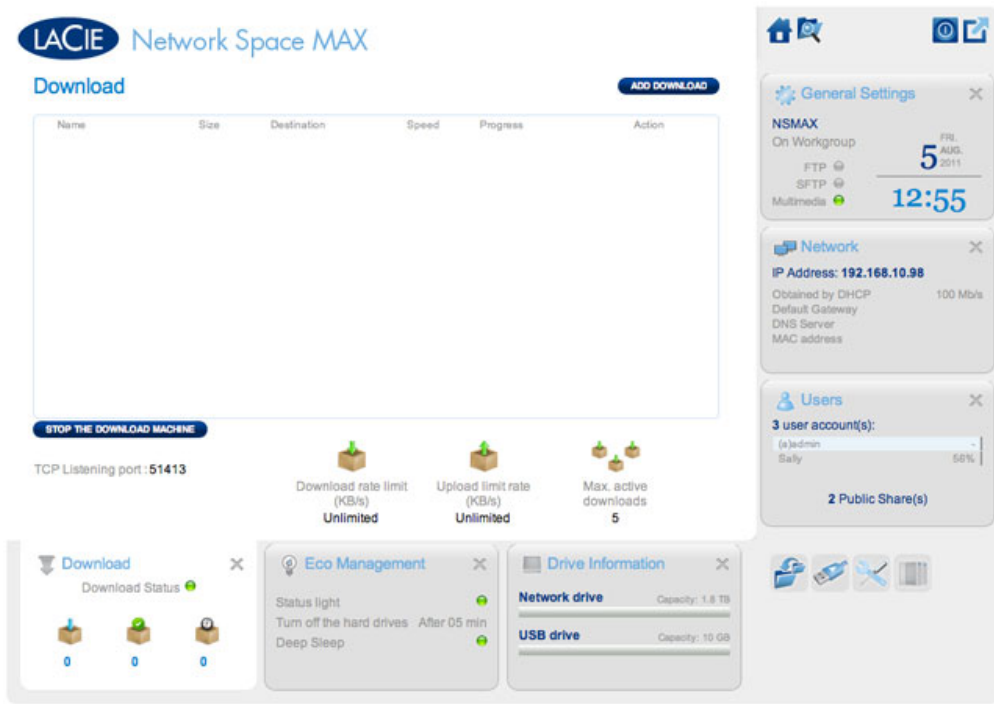 LACIE Network Space MAX
Download
ADD DOWNLOAD
Name Size Destination Speed Progress Action
STOP THE DOWNLOAD MACHINE
TCP Listening port : 51413
Download rate limit
(KB/s)
Unlimited
Upload limit rate
(KB/s)
Unlimited
Max. active
downloads
5
General Settings
NSMAX
On Workgroup
FTP
SFTP
Multimedia
FRI.
5 AUG.
2011
12:55
Network
IP Address: 192.168.10.98
Obtained by DHCP 100 Mb/s
Default Gateway
DNS Server
MAC address
Users
3 user account(s):
(a)admin -
Sally 56%
2 Public Share(s)
Download
Download Status
0 0 0
Eco Management
Status light
Turn off the hard drives After 05 min
Deep Sleep
Drive Information
Network drive Capacity: 1.8 TB
USB drive Capacity: 10 GB